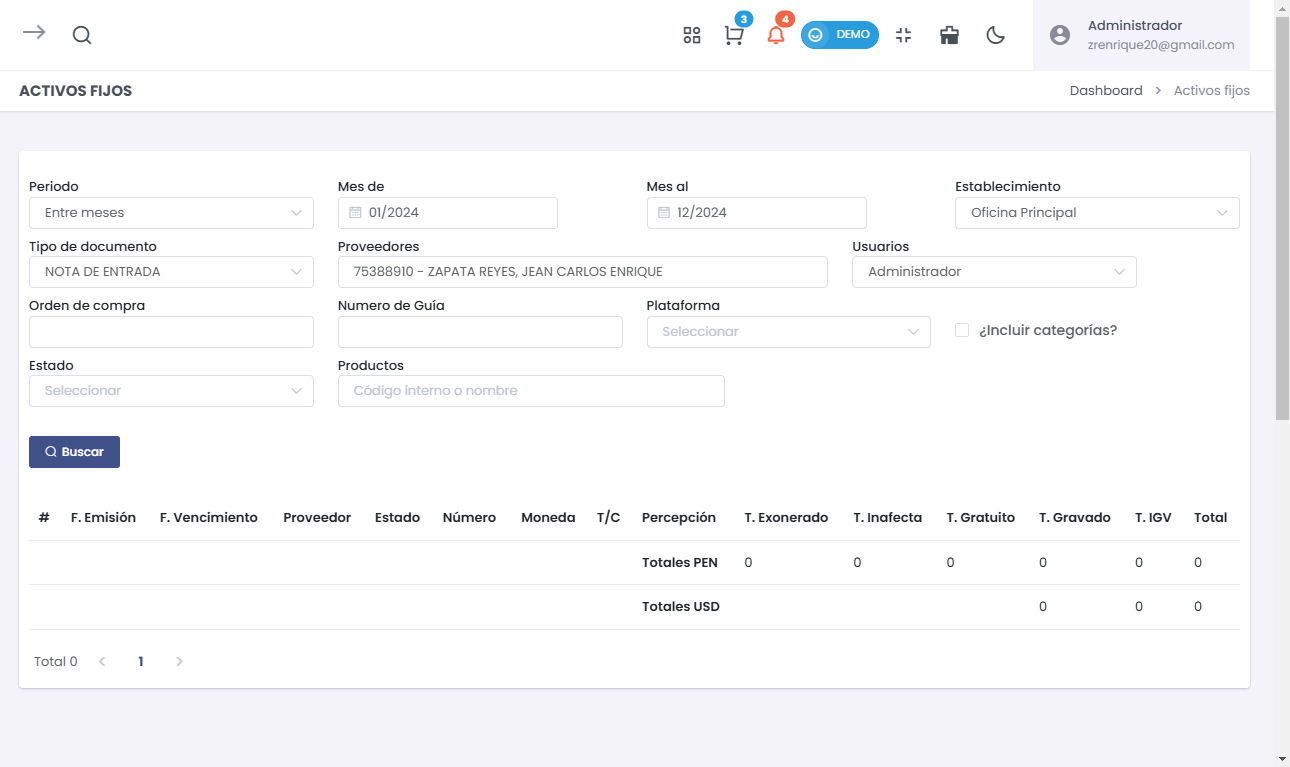 3
4
DEMO
Administrador
zrenrique20@gmail.com
ACTIVOS FIJOS
Dashboard > Activos fijos
Periodo Mes de Mes al Establecimiento
Entre meses 01/2024 12/2024 Oficina Principal
Tipo de documento Proveedores Usuarios
NOTA DE ENTRADA 75388910 - ZAPATA REYES, JEAN CARLOS ENRIQUE Administrador
Orden de compra Numero de Guía Plataforma
Seleccionar ¿Incluir categorías?
Estado Productos
Seleccionar Código interno o nombre
Buscar
# F. Emisión F. Vencimiento Proveedor Estado Número Moneda T/C Percepción T. Exonerado T. Inafecta T. Gratuito T. Gravado T. IGV Total
Totales PEN 0 0 0 0 0 0
Totales USD 0 0 0
Total 0 < 1 >